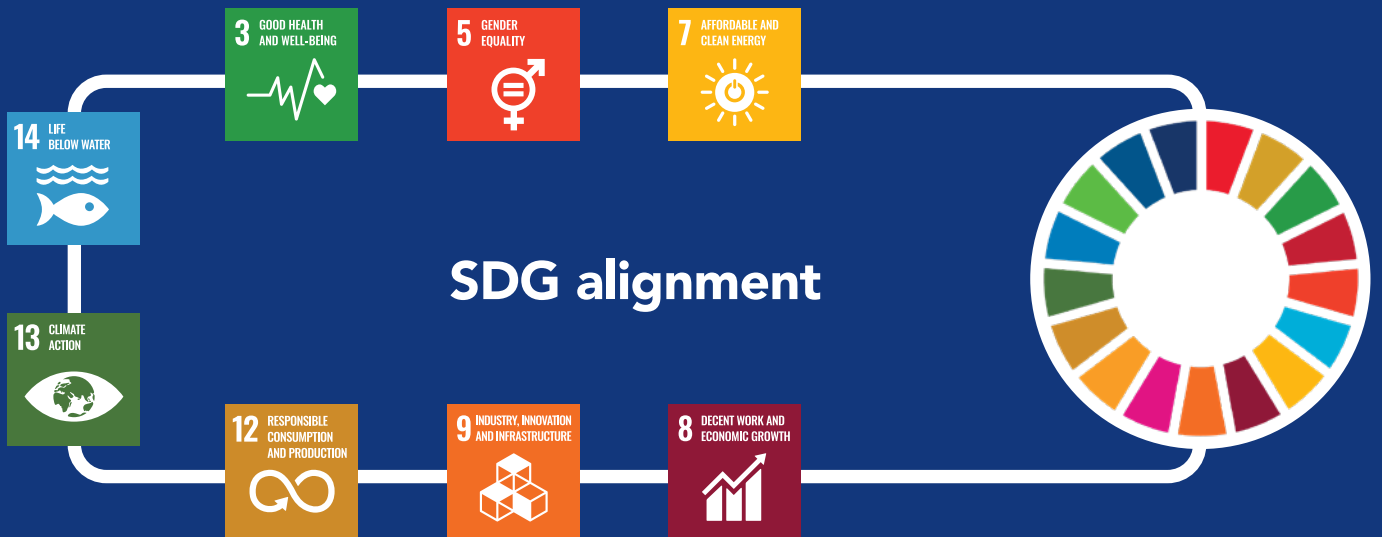 3 GOOD HEALTH
AND WELL-BEING
5 GENDER
EQUALITY
7 AFFORDABLE AND
CLEAN ENERGY
14 LIFE
BELOW WATER
SDG alignment
13 CLIMATE
ACTION
12 RESPONSIBLE
CONSUMPTION
AND PRODUCTION
9 INDUSTRY, INNOVATION
AND INFRASTRUCTURE
8 DECENT WORK AND
ECONOMIC GROWTH